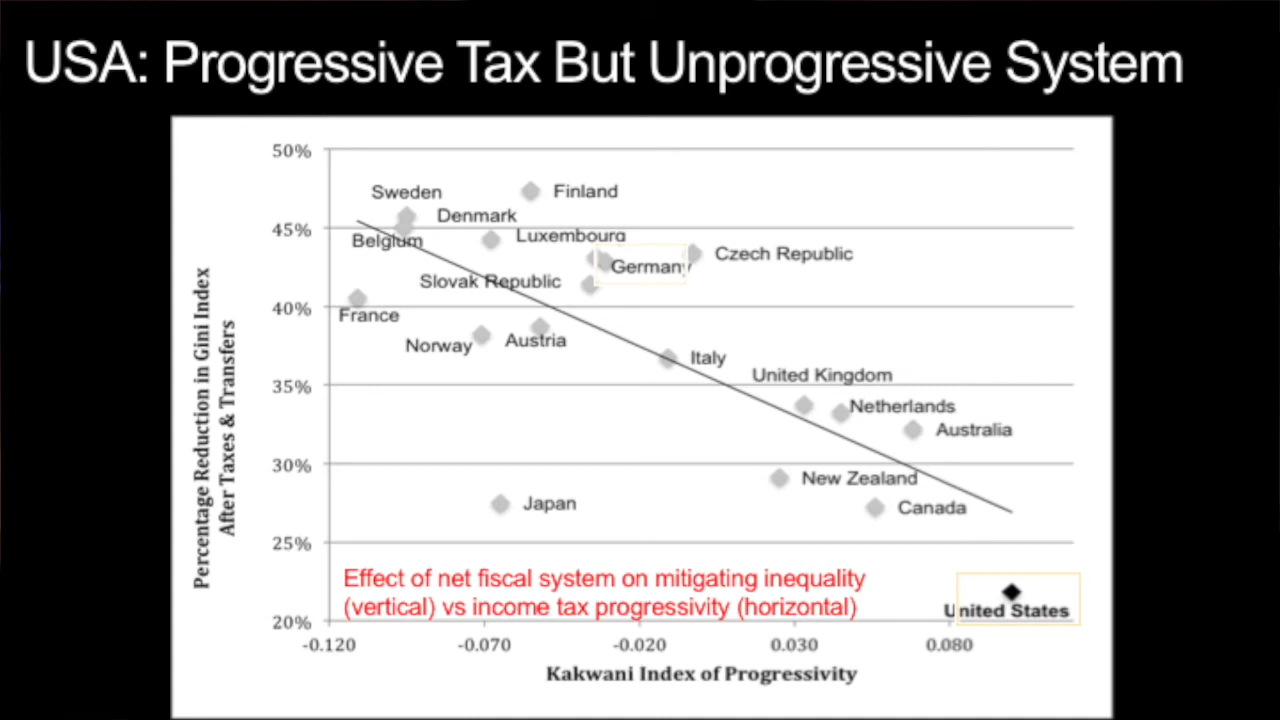 USA: Progressive Tax But Unprogressive System
50%
Sweden
Finland
Denmark
45%
Luxembourg
Belgium
Czech Republic
Germany
Slovak Republic
40%
France
Norway
Austria
Italy
United Kingdom
35%
Netherlands
Australia
30%
New Zealand
Japan
Canada
25%
Effect of net fiscal system on mitigating inequality
(vertical) vs income tax progressivity (horizontal)
United States
20%
-0.120 -0.070 -0.020 0.030 0.080
Kakwani Index of Progressivity
Percentage Reduction in Gini Index
After Taxes & Transfers